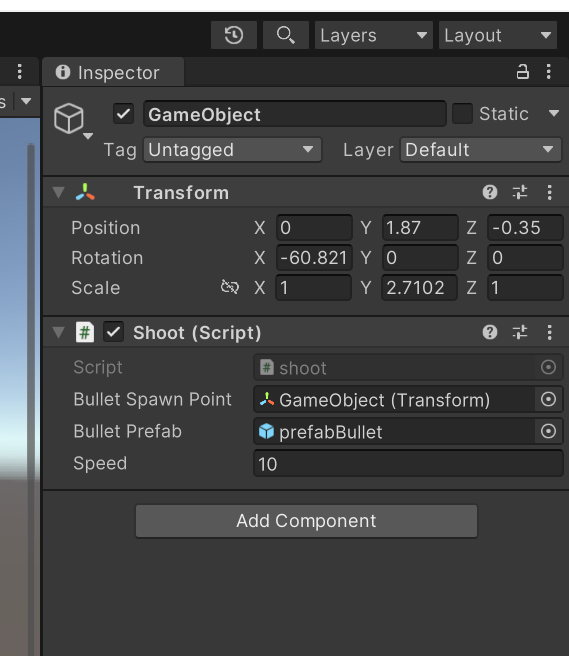 Layers Layout
Inspector
s
GameObject Static
Tag Untagged Layer Default
Transform
Position X 0 Y 1.87 Z -0.35
Rotation X -60.821 Y 0 Z 0
Scale X 1 Y 2.7102 Z 1
# Shoot (Script)
Script # shoot
Bullet Spawn Point GameObject (Transform)
Bullet Prefab prefabBullet
Speed 10
Add Component